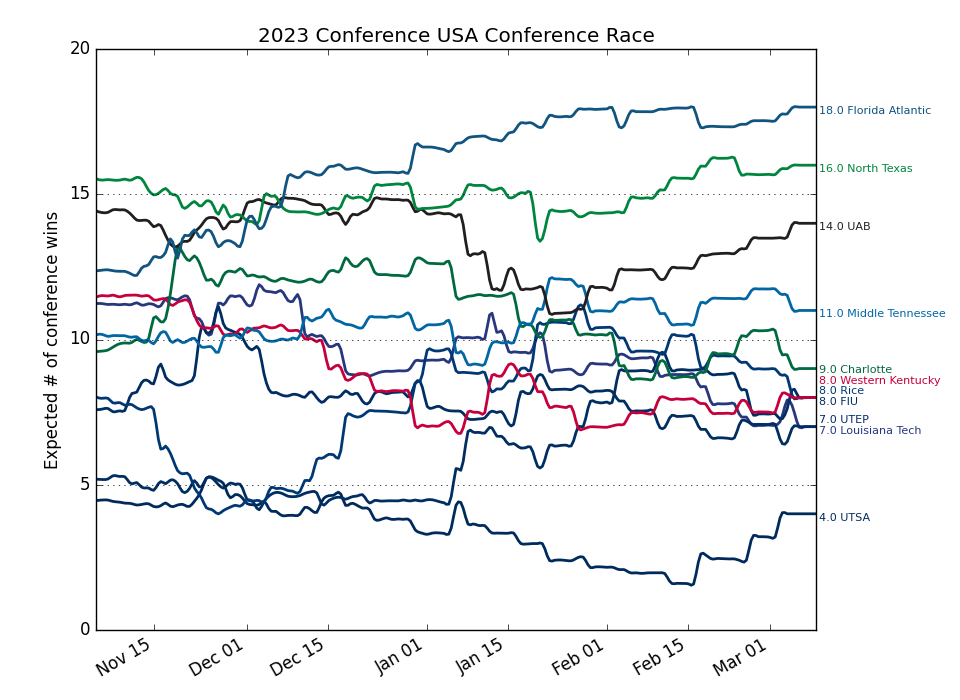 2023 Conference USA Conference Race
Expected # of conference wins
20
15
10
5
0
Nov 15
Dec 01
Dec 15
Jan 01
Jan 15
Feb 01
Feb 15
Mar 01
18.0 Florida Atlantic
16.0 North Texas
14.0 UAB
11.0 Middle Tennessee
9.0 Charlotte
8.0 Western Kentucky
8.0 Rice
8.0 FIU
7.0 UTEP
7.0 Louisiana Tech
4.0 UTSA